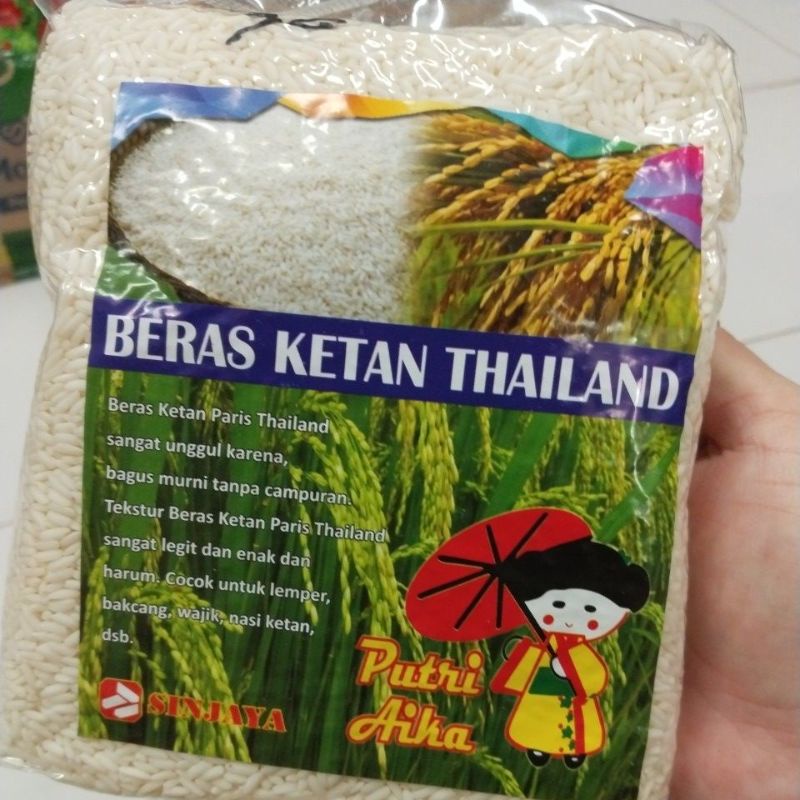 BERAS KETAN THAILAND
Beras Ketan Paris Thailand
sangat unggul karena,
bagus murni tanpa campuran.
Tekstur Beras Ketan Paris Thailand
sangat legit dan enak dan
harum. Cocok untuk lemper,
bakcang, wajik, nasi ketan,
dsb.
SINJAYA
Putri
Aika